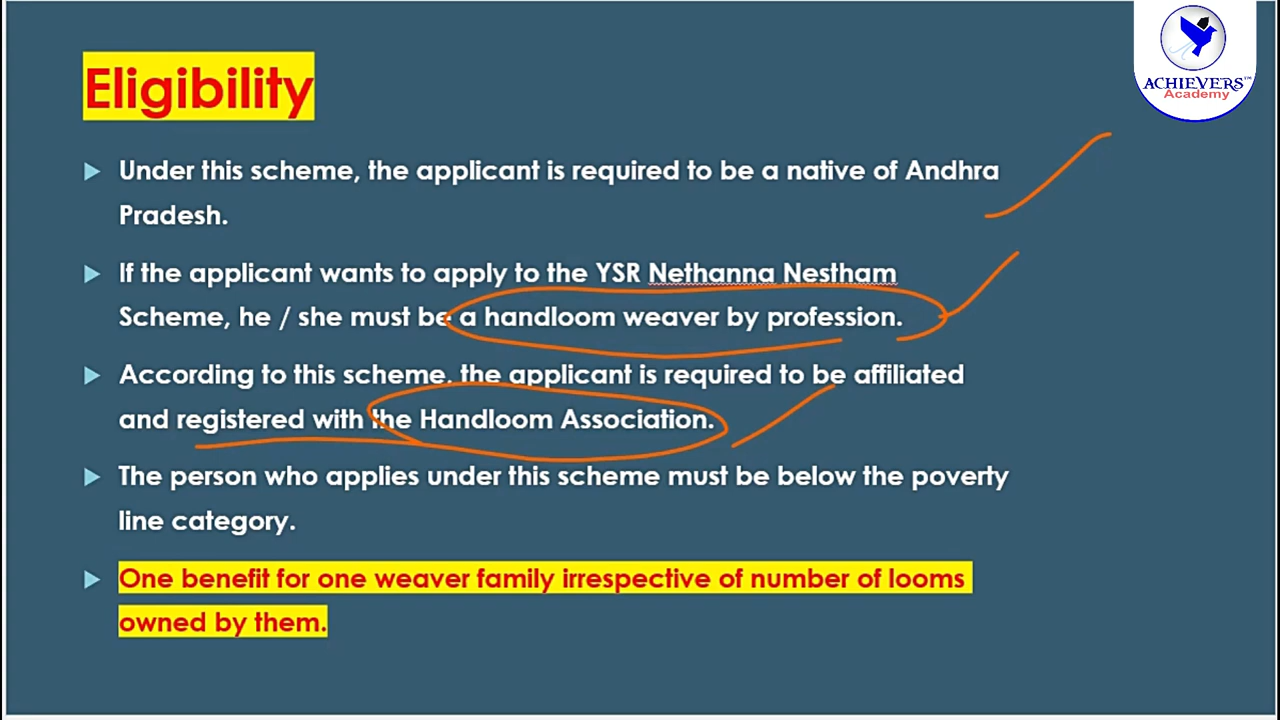 ACHIEVERS™
Academy
Eligibility
Under this scheme, the applicant is required to be a native of Andhra
Pradesh.
If the applicant wants to apply to the YSR Nethanna Nestham
Scheme, he / she must be a handloom weaver by profession.
According to this scheme, the applicant is required to be affiliated
and registered with the Handloom Association.
The person who applies under this scheme must be below the poverty
line category.
One benefit for one weaver family irrespective of number of looms
owned by them.